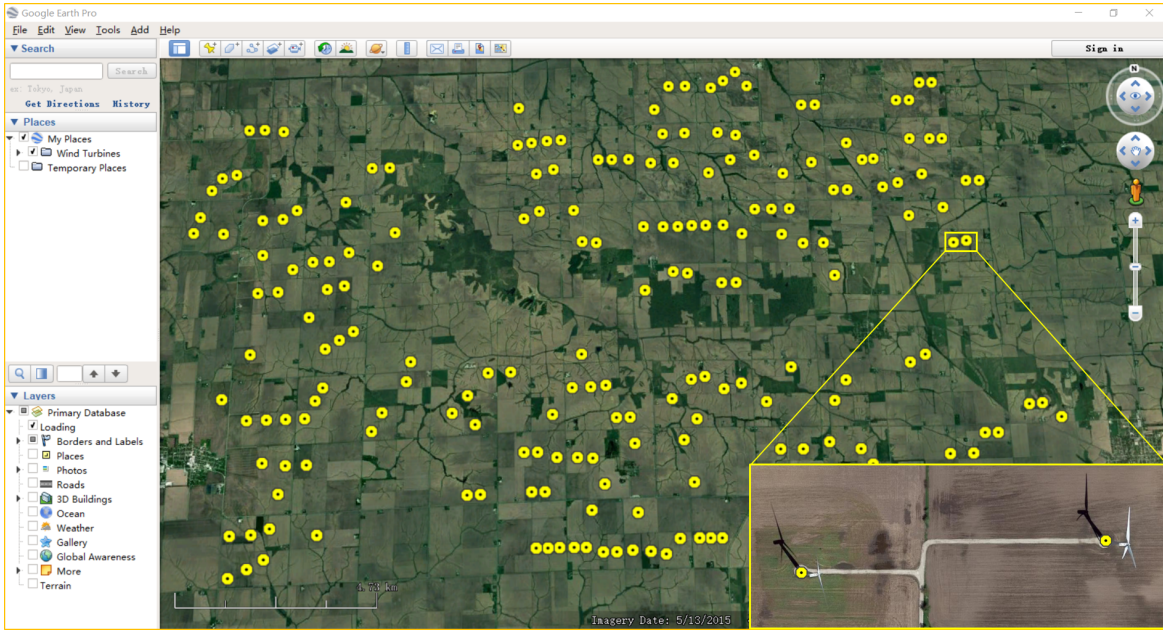 Google Earth Pro
File Edit View Tools Add Help
Search
Sign in
Search
ex: Tokyo, Japan
Get Directions History
N
Places
My Places
Wind Turbines
Temporary Places
Layers
Primary Database
Loading
Borders and Labels
Places
Photos
Roads
3D Buildings
Ocean
Weather
Gallery
Global Awareness
More
Terrain
Imagery Date: 5/13/2015